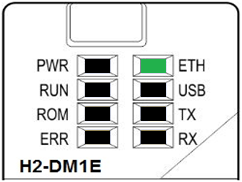 PWR ETH
RUN USB
ROM TX
ERR RX
H2-DM1E